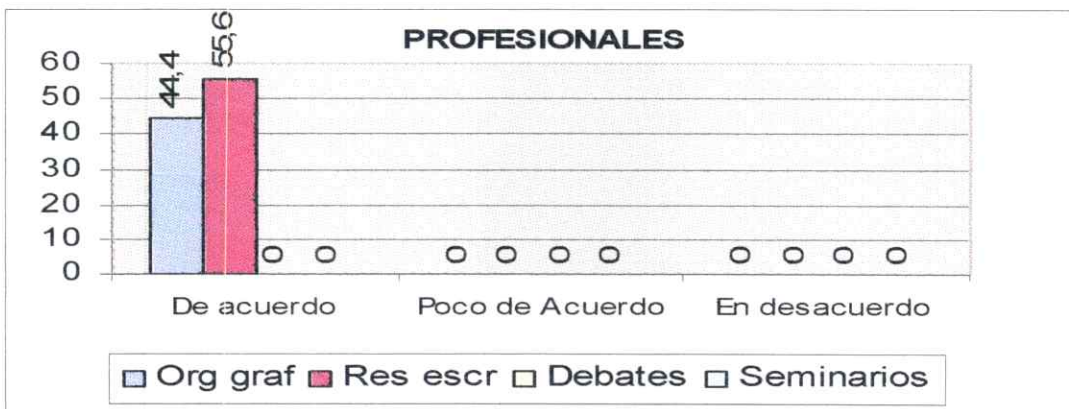 PROFESIONALES
60
50
40
30
20
10
0
44,4
55,6
0
0
0
0
0
0
0
0
0
0
De acuerdo
Poco de Acuerdo
En desacuerdo
Org graf
Res escr
Debates
Seminarios